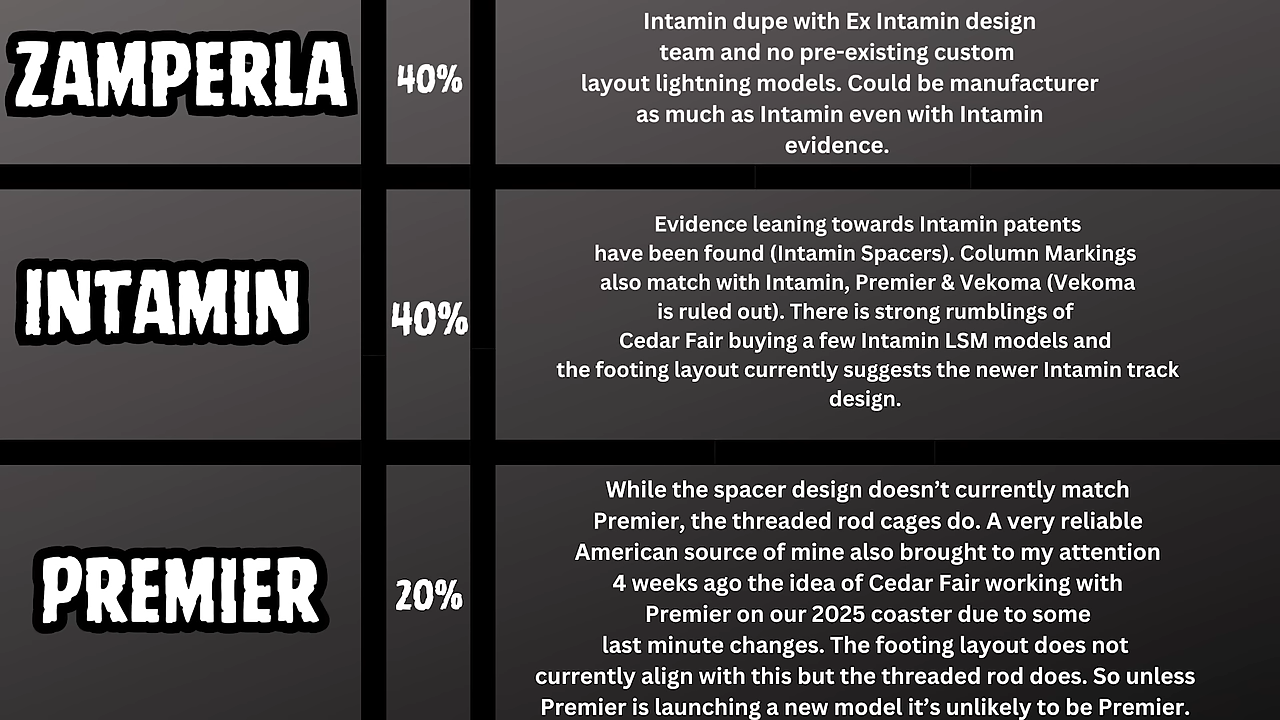 ZAMPERLA
40%
Intamin dupe with Ex Intamin design
team and no pre-existing custom
layout lightning models. Could be manufacturer
as much as Intamin even with Intamin
evidence.
INTAMIN
40%
Evidence leaning towards Intamin patents
have been found (Intamin Spacers). Column Markings
also match with Intamin, Premier & Vekoma (Vekoma
is ruled out). There is strong rumblings of
Cedar Fair buying a few Intamin LSM models and
the footing layout currently suggests the newer Intamin track
design.
PREMIER
20%
While the spacer design doesn’t currently match
Premier, the threaded rod cages do. A very reliable
American source of mine also brought to my attention
4 weeks ago the idea of Cedar Fair working with
Premier on our 2025 coaster due to some
last minute changes. The footing layout does not
currently align with this but the threaded rod does. So unless
Premier is launching a new model it’s unlikely to be Premier.